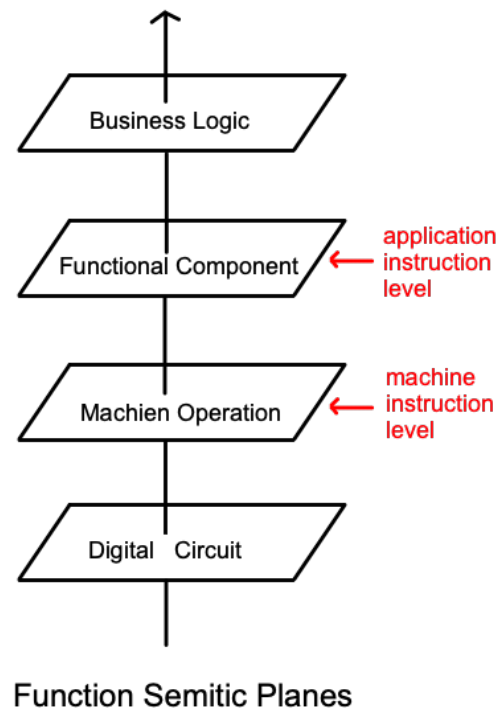 Business Logic
Functional Component
application
instruction
level
Machien Operation
machine
instruction
level
Digital Circuit
Function Semitic Planes